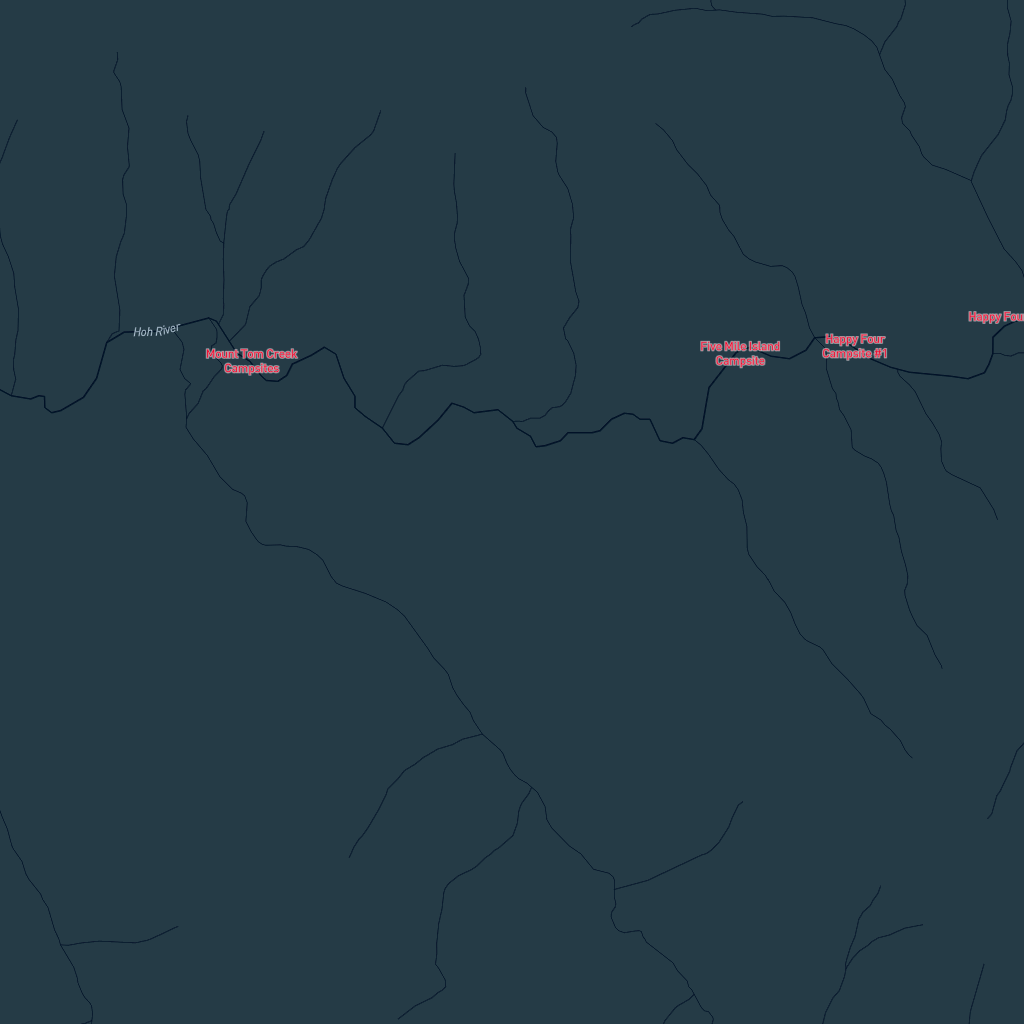 Happy Fou
Hoh River
Five Mile Island
Campsite
Happy Four
Campsite #1
Mount Tom Creek
Campsites